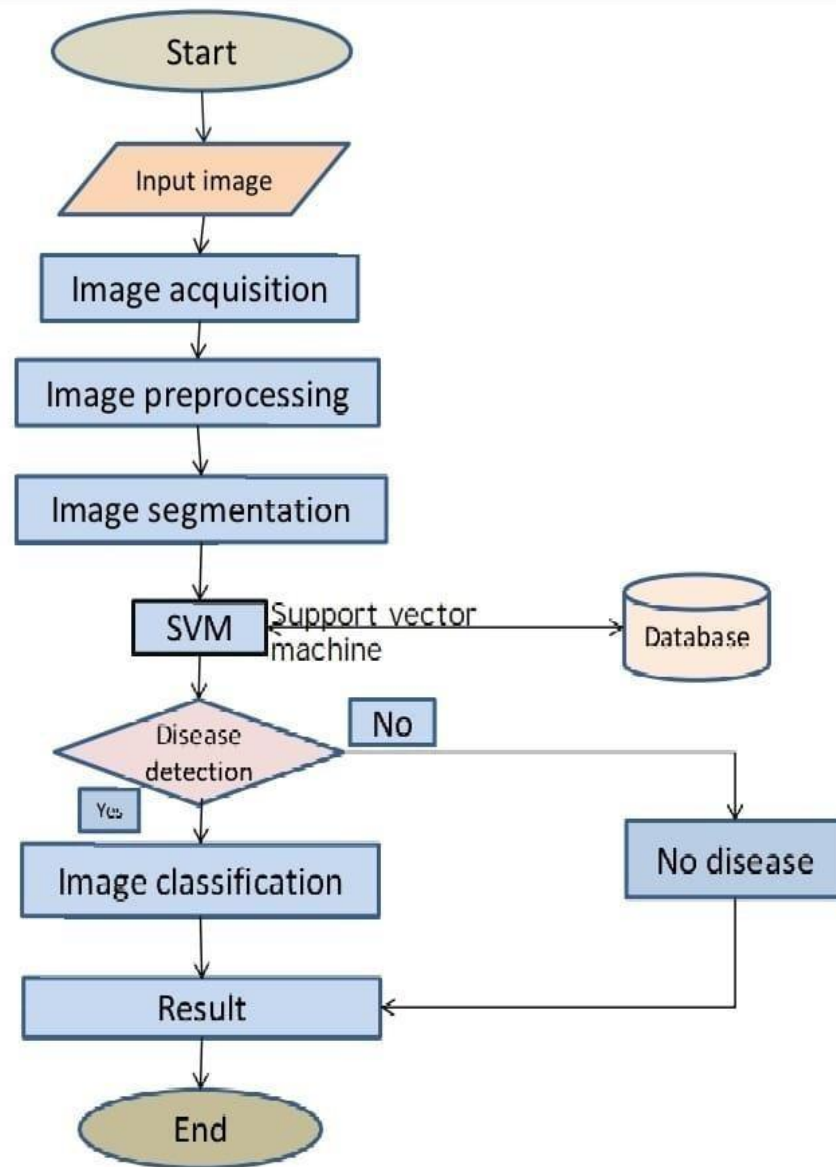 Start
Input image
Image acquisition
Image preprocessing
Image segmentation
SVM
Support vector
machine
Database
Disease
detection
No
Yes
Image classification
No disease
Result
End